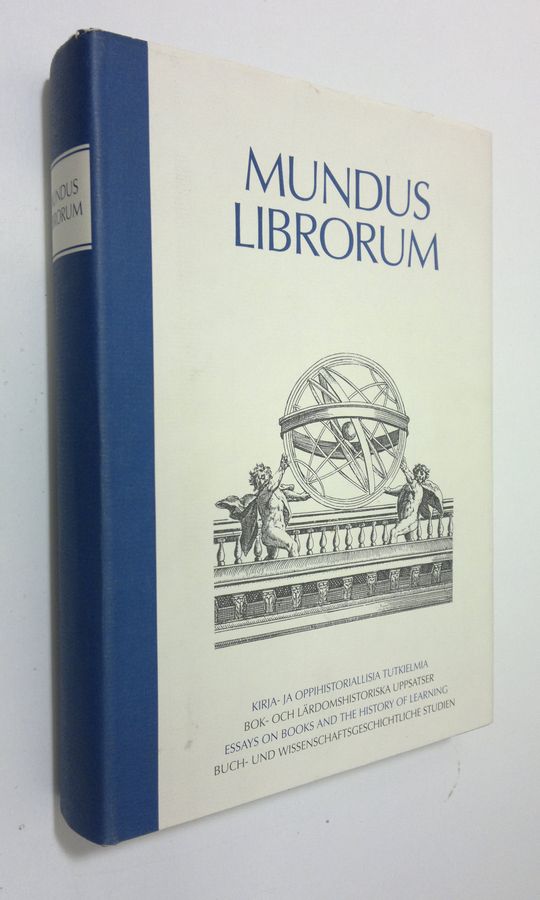 MUNDUS
LIBRORUM
KIRJA- JA OPPIHISTORIALLISIA TUTKIELMIA
BOK- OCH LÄRDOMSHISTORISKA UPPSATSER
ESSAYS ON BOOKS AND THE HISTORY OF LEARNING
BUCH- UND WISSENSCHAFTSGESCHICHTLICHE STUDIEN
MUNDUS
LIBRORUM